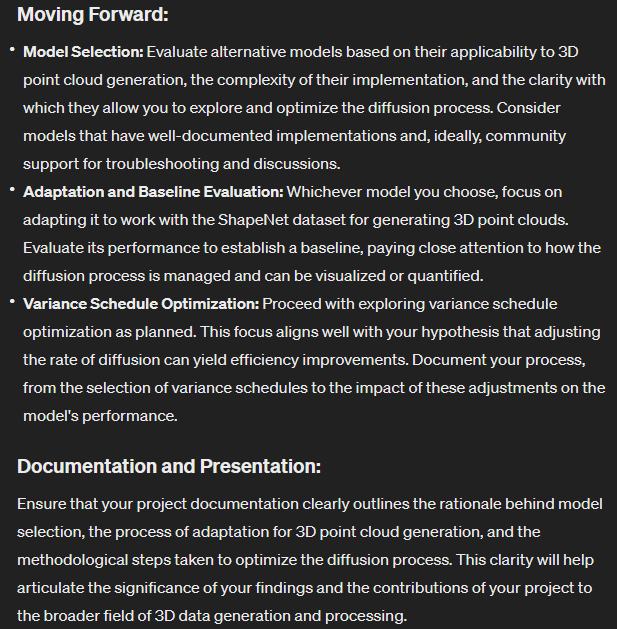 Moving Forward:
• Model Selection: Evaluate alternative models based on their applicability to 3D
point cloud generation, the complexity of their implementation, and the clarity with
which they allow you to explore and optimize the diffusion process. Consider
models that have well-documented implementations and, ideally, community
support for troubleshooting and discussions.
• Adaptation and Baseline Evaluation: Whichever model you choose, focus on
adapting it to work with the ShapeNet dataset for generating 3D point clouds.
Evaluate its performance to establish a baseline, paying close attention to how the
diffusion process is managed and can be visualized or quantified.
• Variance Schedule Optimization: Proceed with exploring variance schedule
optimization as planned. This focus aligns well with your hypothesis that adjusting
the rate of diffusion can yield efficiency improvements. Document your process,
from the selection of variance schedules to the impact of these adjustments on the
model's performance.
Documentation and Presentation:
Ensure that your project documentation clearly outlines the rationale behind model
selection, the process of adaptation for 3D point cloud generation, and the
methodological steps taken to optimize the diffusion process. This clarity will help
articulate the significance of your findings and the contributions of your project to
the broader field of 3D data generation and processing.